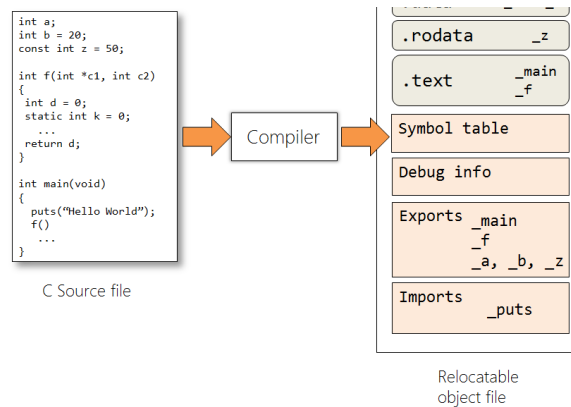 int a;
int b = 20;
const int z = 50;
int f(int *c1, int c2)
{
int d = 0;
static int k = 0;
...
return d;
}
int main(void)
{
puts(“Hello World”);
f()
...
}
C Source file
Compiler
.rodata _z
.text _main
_f
Symbol table
Debug info
Exports _main
_f
_a, _b, _z
Imports
_puts
Relocatable
object file